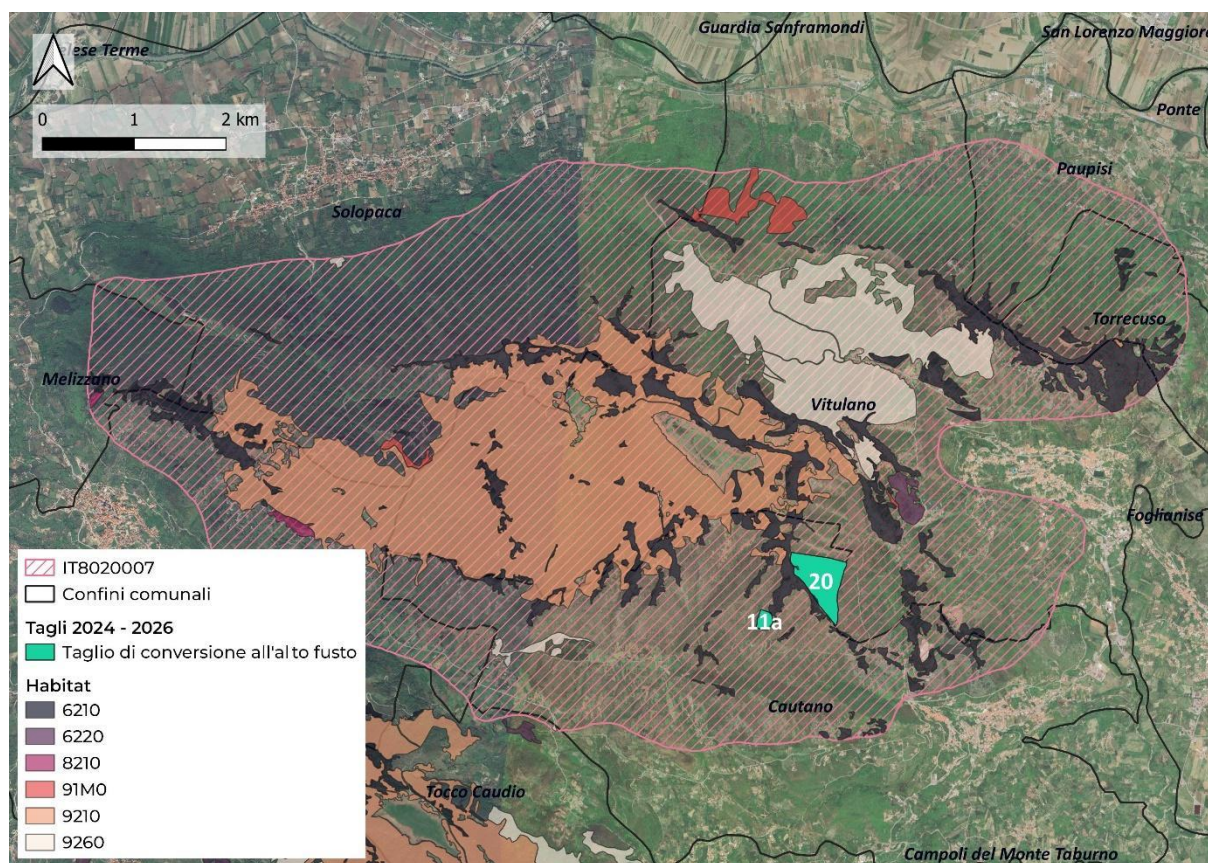 Guardia Sanframondi
San Lorenzo Maggiore
ese Terme
Ponte
0 1 2 km
Paupisi
Solopaca
Torrecuso
Melizzano
Vitulano
Foglianise
20
11a
Cautano
Tocco Caudio
Campoli del Monte Taburno
IT8020007
Confini comunali
Tagli 2024 - 2026
Taglio di conversione all'alto fusto
Habitat
6210
6220
8210
91M0
9210
9260